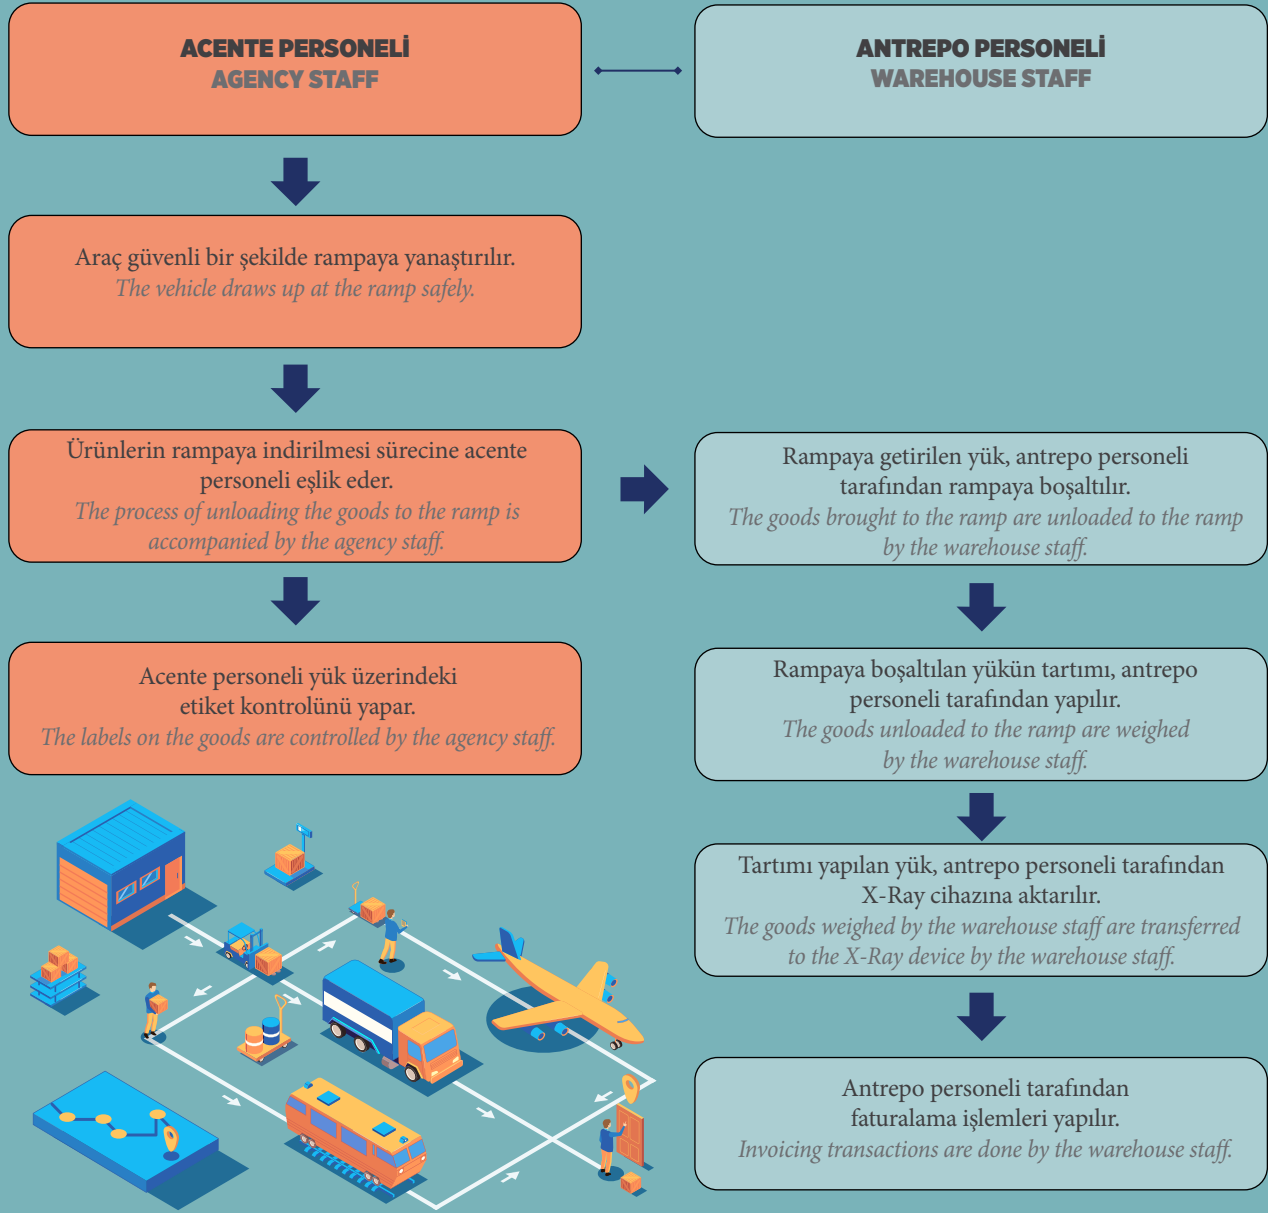 ACENTE PERSONELİ
AGENCY STAFF
ANTREPO PERSONELİ
WAREHOUSE STAFF
Araç güvenli bir şekilde rampaya yanaştırılır.
The vehicle draws up at the ramp safely.
Ürünlerin rampaya indirilmesi sürecine acente
personeli eşlik eder.
The process of unloading the goods to the ramp is
accompanied by the agency staff.
Rampaya getirilen yük, antrepo personeli
tarafından rampaya boşaltılır.
The goods brought to the ramp are unloaded to the ramp
by the warehouse staff.
Acente personeli yük üzerindeki
etiket kontrolünü yapar.
The labels on the goods are controlled by the agency staff.
Rampaya boşaltılan yükün tartımı, antrepo
personeli tarafından yapılır.
The goods unloaded to the ramp are weighed
by the warehouse staff.
Tartımı yapılan yük, antrepo personeli tarafından
X-Ray cihazına aktarılır.
The goods weighed by the warehouse staff are transferred
to the X-Ray device by the warehouse staff.
Antrepo personeli tarafından
faturalama işlemleri yapılır.
Invoicing transactions are done by the warehouse staff.